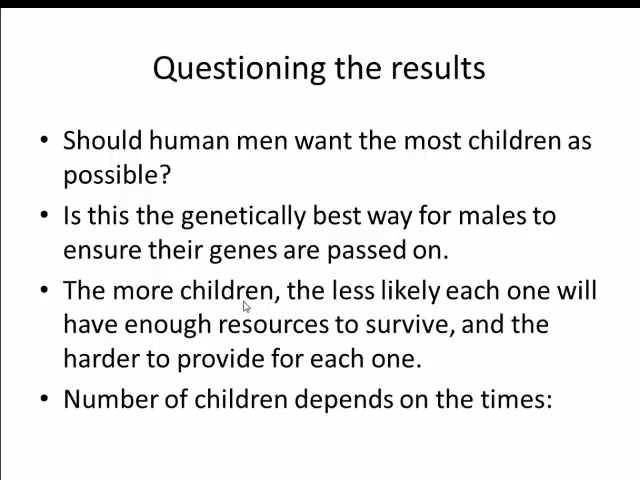 Questioning the results
• Should human men want the most children as
possible?
• Is this the genetically best way for males to
ensure their genes are passed on.
• The more children, the less likely each one will
have enough resources to survive, and the
harder to provide for each one.
• Number of children depends on the times: